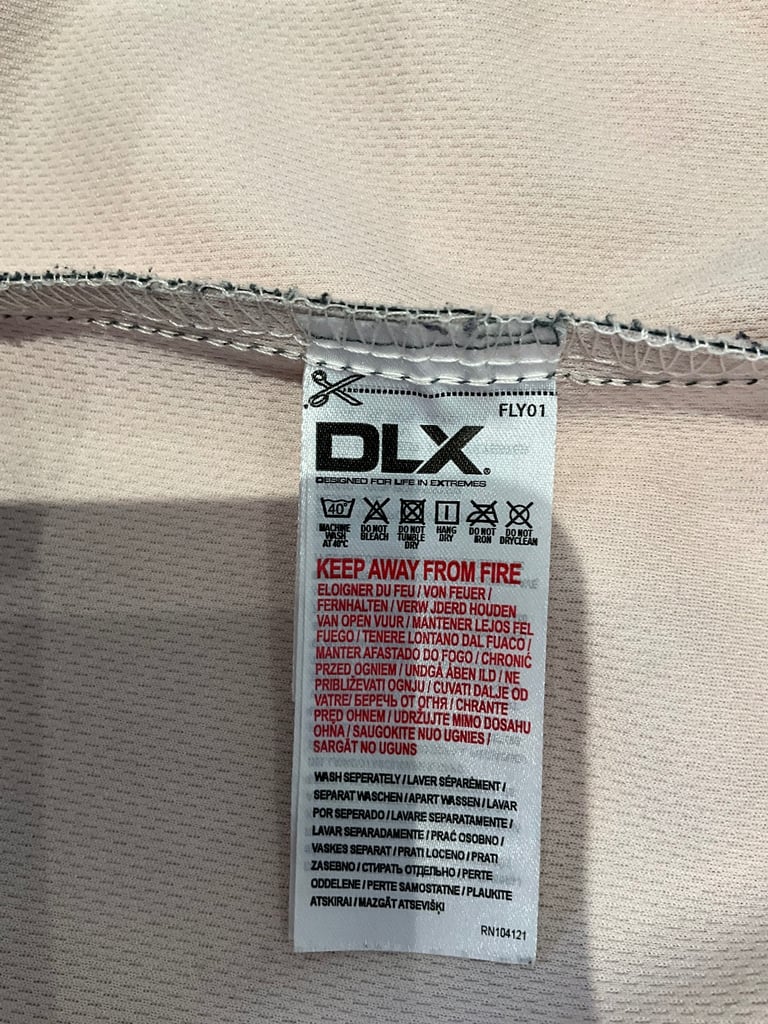 FLY01
DLX®
DESIGNED FOR LIFE IN EXTREMES
40°
MACHINE WASH AT 40°C
DO NOT BLEACH
DO NOT TUMBLE DRY
HANG DRY
DO NOT IRON
DO NOT DRYCLEAN
KEEP AWAY FROM FIRE
ELOIGNER DU FEU / VON FEUER /
FERNHALTEN / VERW JDERD HOUDEN
VAN OPEN VUUR / MANTENER LEJOS FEL
FUEGO / TENERE LONTANO DAL FUACO /
MANTER AFASTADO DO FOGO / CHRONIĆ
PRZED OGNIEM / UNDGÅ ÅBEN ILD / NE
PRIBLIŽEVATI OGNJU / CUVATI DALJE OD
VATRE/ БЕРЕЧЬ ОТ ОГНЯ / CHRANTE
PRED OHNEM / UDRŽUJTE MIMO DOSAHU
OHŇA / SAUGOKITE NUO UGNIES /
SARGĀT NO UGUNS
WASH SEPERATELY / LAVER SÉPARÉMENT /
SEPARAT WASCHEN / APART WASSEN / LAVAR
POR SEPERADO / LAVARE SEPARATAMENTE /
LAVAR SEPARADAMENTE / PRAĆ OSOBNO /
VASKES SEPARAT / PRATI LOCENO / PRATI
ZASEBNO / СТИРАТЬ ОТДЕЛЬНО / PERTE
ODDELENE / PERTE SAMOSTATNE / PLAUKITE
ATSKIRAI / MAZGĀT ATSEVIŠĶI
RN104121